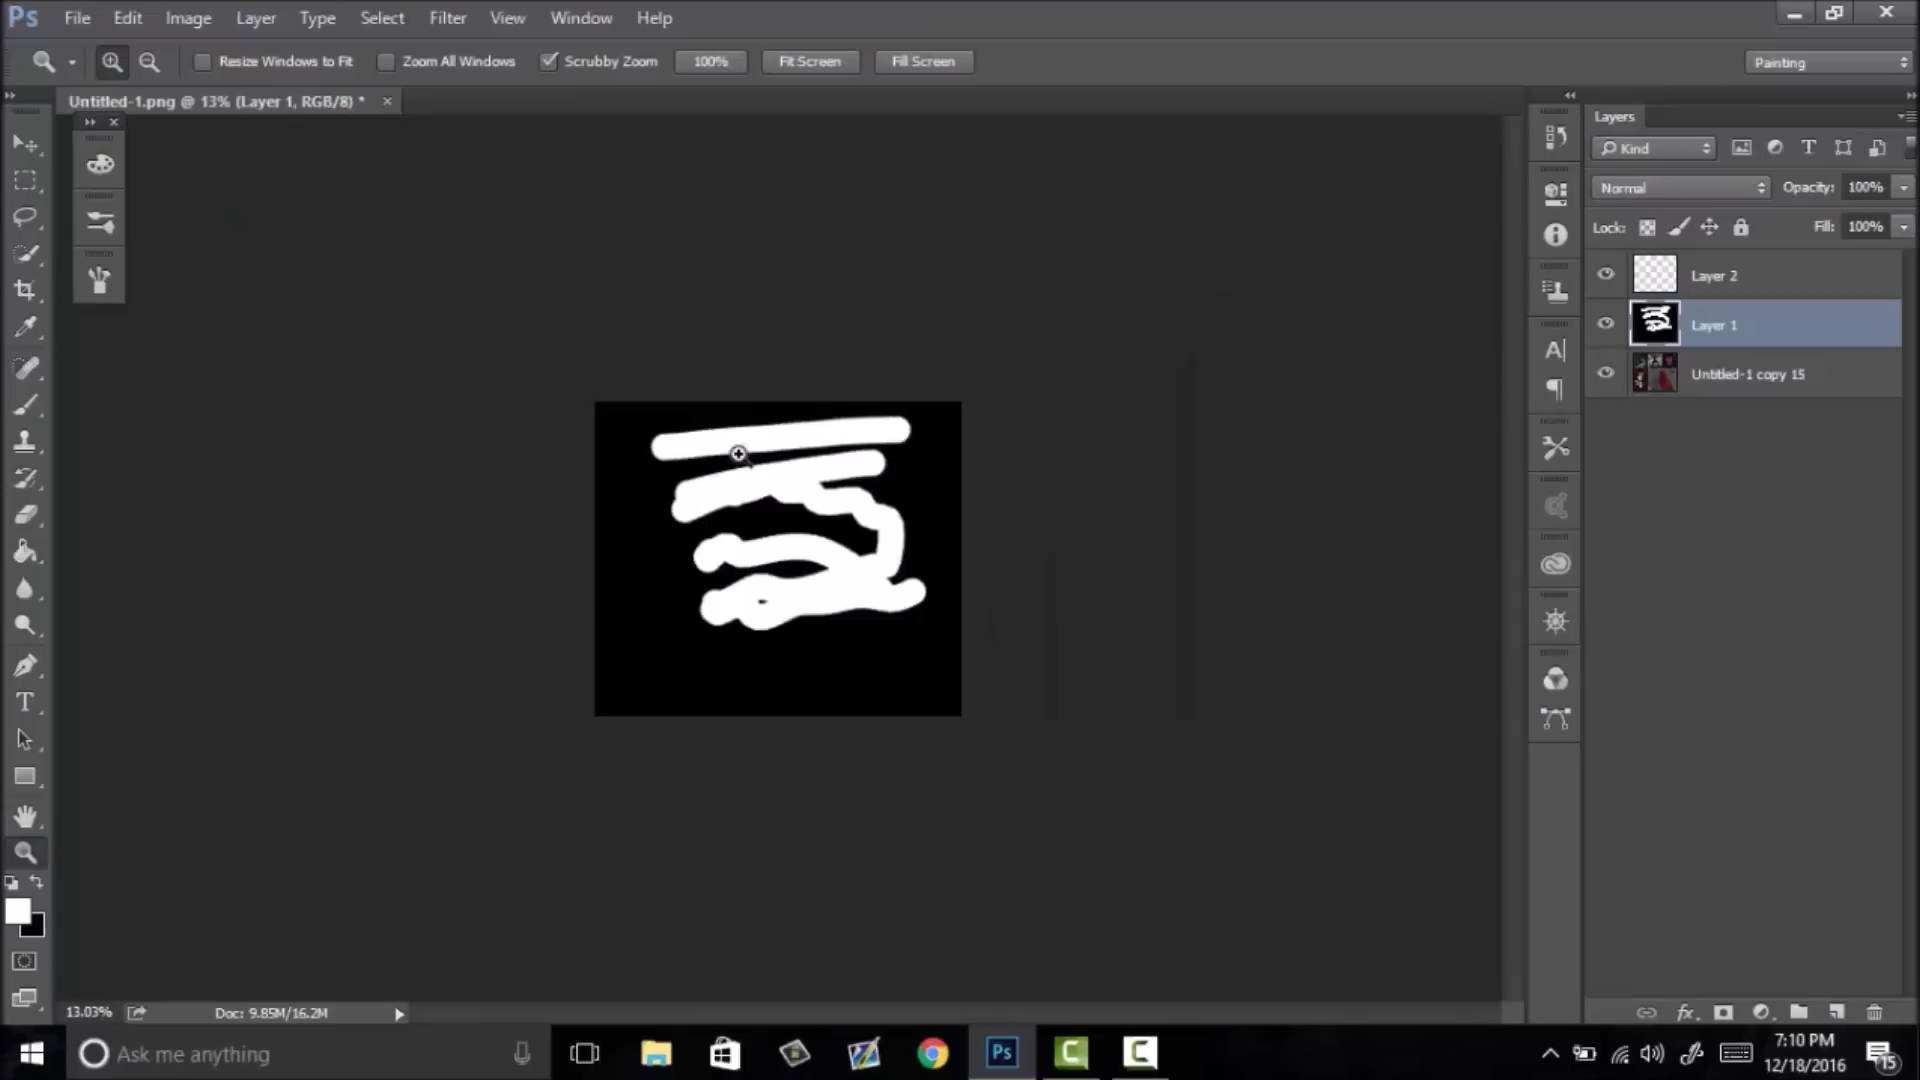 Ps File Edit Image Layer Type Select Filter View Window Help
Resize Windows to Fit Zoom All Windows Scrubby Zoom 100% Fit Screen Fill Screen Painting
Untitled-1.png @ 13% (Layer 1, RGB/8) *
Layers
Kind
Normal Opacity: 100%
Lock: Fill: 100%
Layer 2
Layer 1
Untitled-1 copy 15
13.03% Doc: 9.85M/16.2M
Ask me anything
Ps
7:10 PM
12/18/2016
15